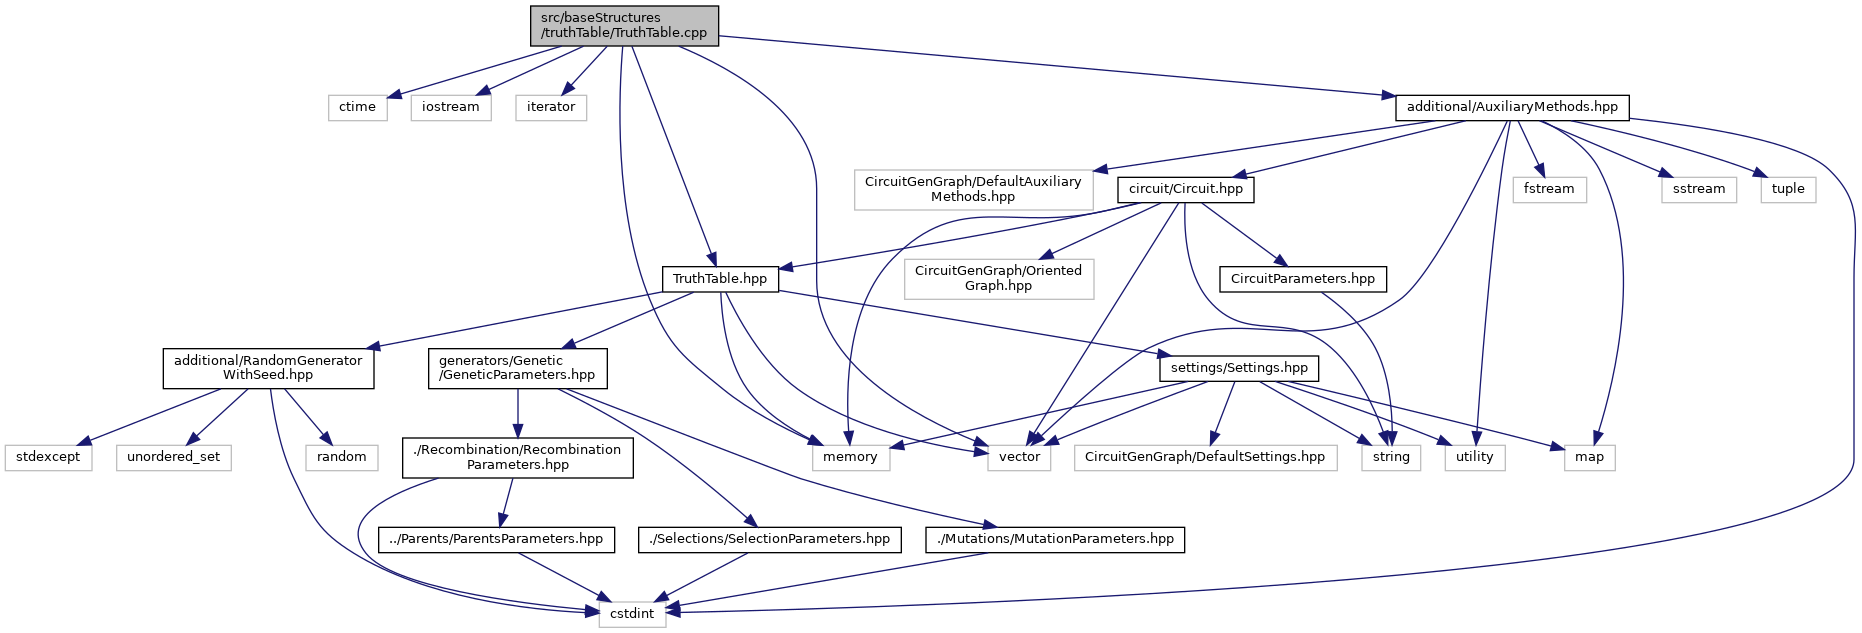 src/baseStructures
/truthTable/TruthTable.cpp
ctime
iostream
iterator
additional/AuxiliaryMethods.hpp
CircuitGenGraph/DefaultAuxiliary
Methods.hpp
circuit/Circuit.hpp
fstream
sstream
tuple
TruthTable.hpp
CircuitGenGraph/Oriented
Graph.hpp
CircuitParameters.hpp
additional/RandomGenerator
WithSeed.hpp
generators/Genetic
/GeneticParameters.hpp
settings/Settings.hpp
stdexcept
unordered_set
random
./Recombination/Recombination
Parameters.hpp
memory
vector
CircuitGenGraph/DefaultSettings.hpp
string
utility
map
../Parents/ParentsParameters.hpp
./Selections/SelectionParameters.hpp
./Mutations/MutationParameters.hpp
cstdint